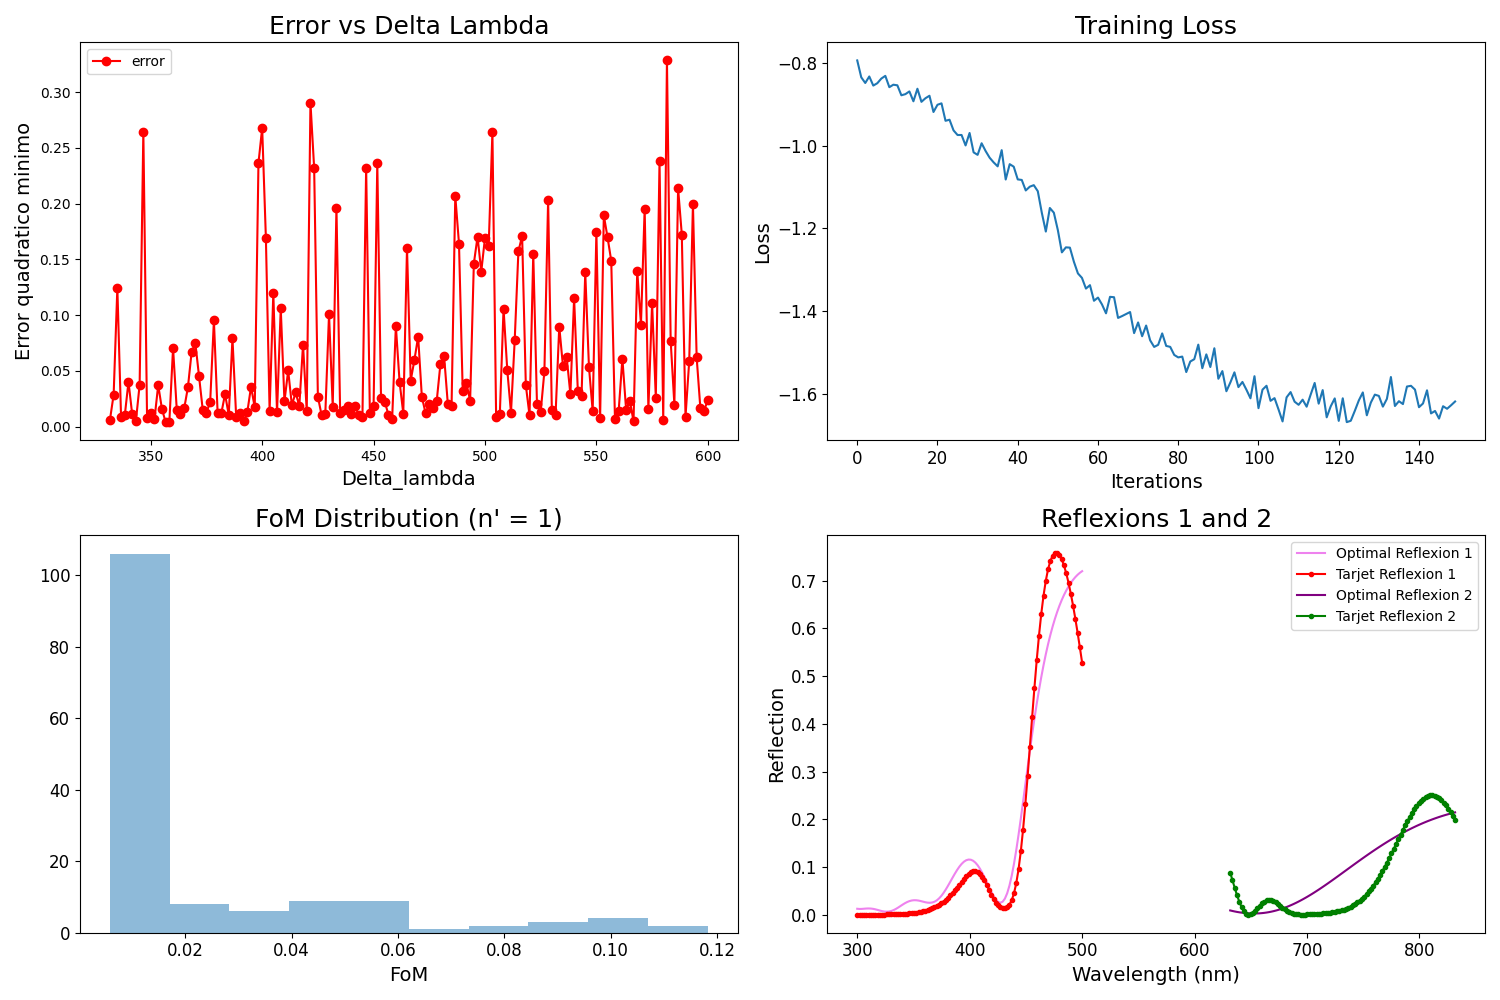 Error vs Delta Lambda
error
Error quadratico minimo
0.30
0.25
0.20
0.15
0.10
0.05
0.00
350 400 450 500 550 600
Delta_lambda
Training Loss
Loss
−0.8
−1.0
−1.2
−1.4
−1.6
0 20 40 60 80 100 120 140
Iterations
FoM Distribution (n' = 1)
100
80
60
40
20
0
0.02 0.04 0.06 0.08 0.10 0.12
FoM
Reflexions 1 and 2
Optimal Reflexion 1
Tarjet Reflexion 1
Optimal Reflexion 2
Tarjet Reflexion 2
Reflection
0.7
0.6
0.5
0.4
0.3
0.2
0.1
0.0
300 400 500 600 700 800
Wavelength (nm)